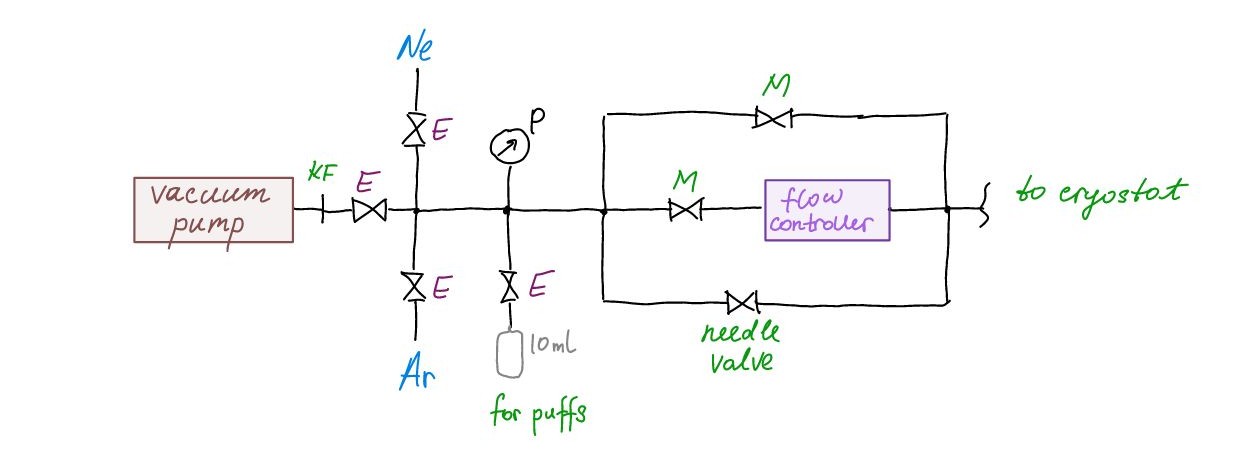 Ne
E
P
M
KF
E
vacuum
pump
M
flow
controller
to cryostat
E
E
10mL
needle
valve
Ar
for puffs